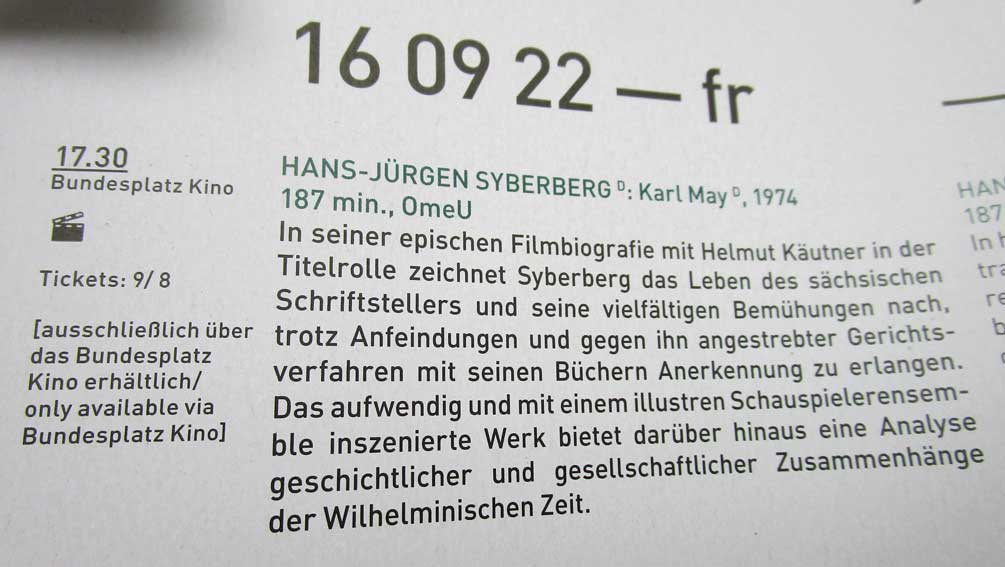 16 09 22 — fr
17.30
Bundesplatz Kino
Tickets: 9/ 8
[ausschließlich über
das Bundesplatz
Kino erhältlich/
only available via
Bundesplatz Kino]
HANS-JÜRGEN SYBERBERG ᴰ: Karl May ᴰ, 1974
187 min., OmeU
In seiner epischen Filmbiografie mit Helmut Käutner in der
Titelrolle zeichnet Syberberg das Leben des sächsischen
Schriftstellers und seine vielfältigen Bemühungen nach,
trotz Anfeindungen und gegen ihn angestrebter Gerichts-
verfahren mit seinen Büchern Anerkennung zu erlangen.
Das aufwendig und mit einem illustren Schauspielerensem-
ble inszenierte Werk bietet darüber hinaus eine Analyse
geschichtlicher und gesellschaftlicher Zusammenhänge
der Wilhelminischen Zeit.
HAN
187
In
tra